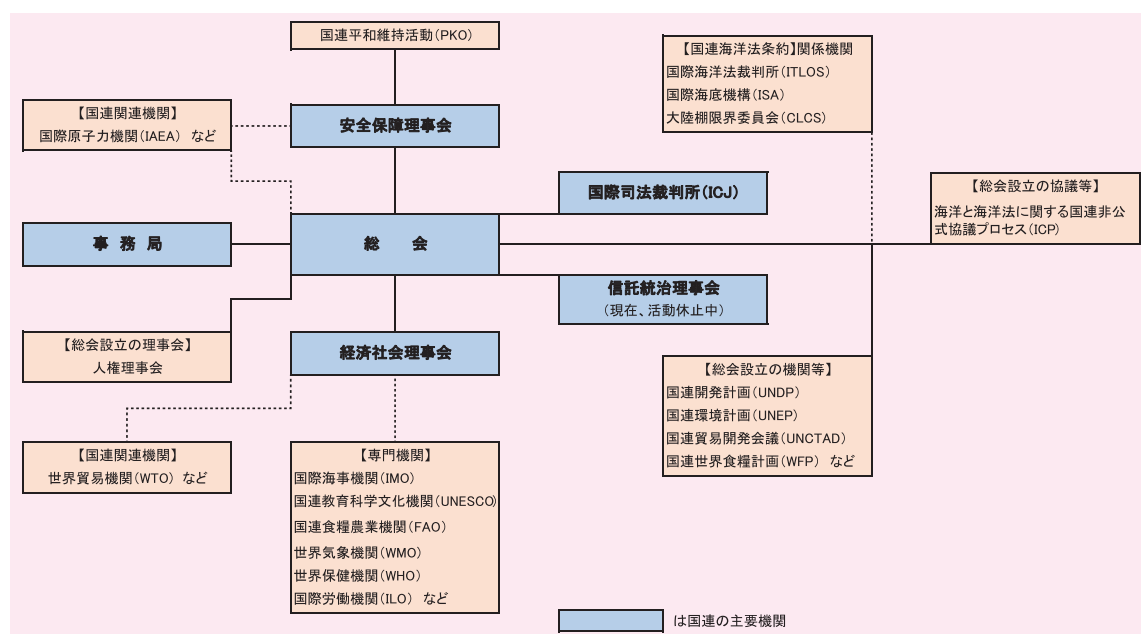 国連平和維持活動(PKO)
【国連海洋法条約】関係機関
国際海洋法裁判所(ITLOS)
国際海底機構(ISA)
大陸棚限界委員会(CLCS)
【国連関連機関】
国際原子力機関(IAEA) など
安全保障理事会
国際司法裁判所(ICJ)
【総会設立の協議等】
海洋と海洋法に関する国連非公
式協議プロセス(ICP)
事 務 局
総 会
信託統治理事会
(現在、活動休止中)
【総会設立の理事会】
人権理事会
経済社会理事会
【総会設立の機関等】
国連開発計画(UNDP)
国連環境計画(UNEP)
国連貿易開発会議(UNCTAD)
国連世界食糧計画(WFP) など
【国連関連機関】
世界貿易機関(WTO) など
【専門機関】
国際海事機関(IMO)
国連教育科学文化機関(UNESCO)
国連食糧農業機関(FAO)
世界気象機関(WMO)
世界保健機関(WHO)
国際労働機関(ILO) など
は国連の主要機関